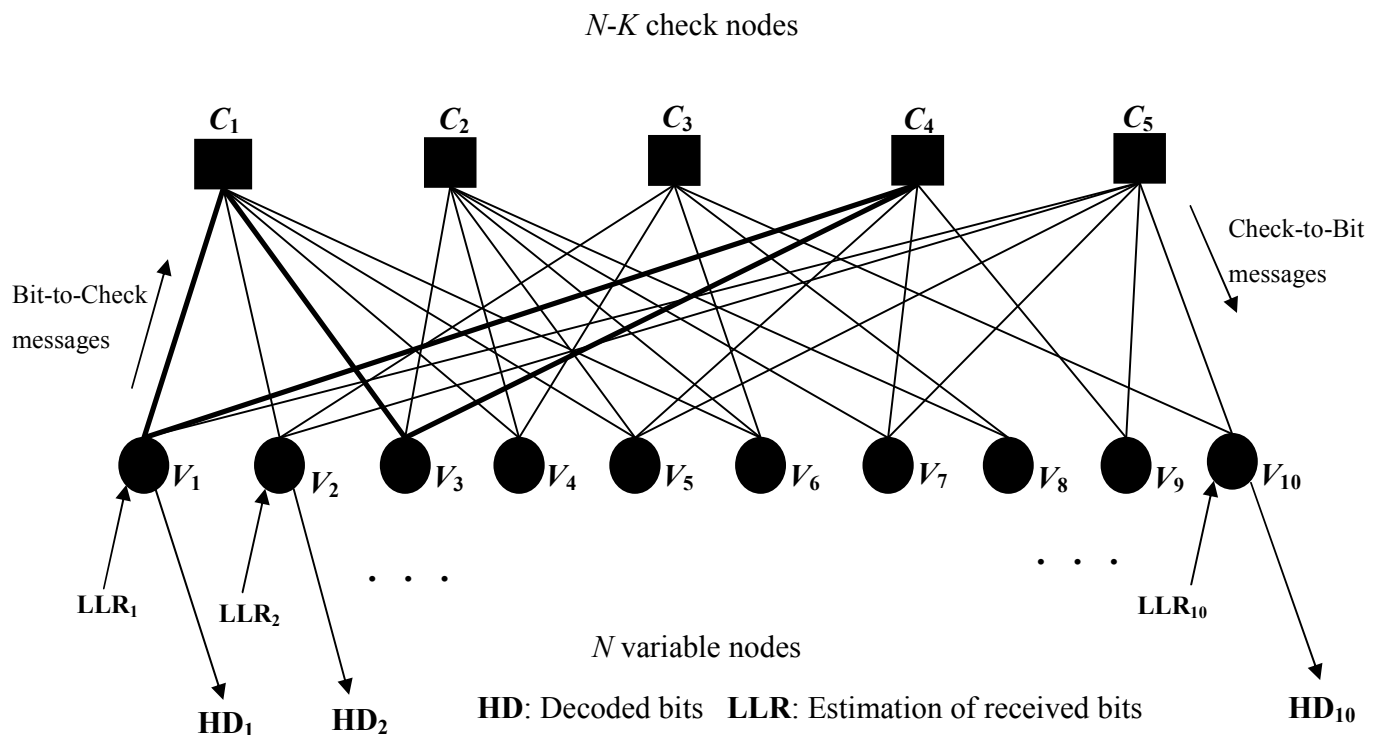 N-K check nodes
C1 C2 C3 C4 C5
Check-to-Bit
messages
Bit-to-Check
messages
V1 V2 V3 V4 V5 V6 V7 V8 V9 V10
. . . . . .
LLR1 LLR2 LLR10
N variable nodes
HD1 HD2 HD: Decoded bits LLR: Estimation of received bits HD10